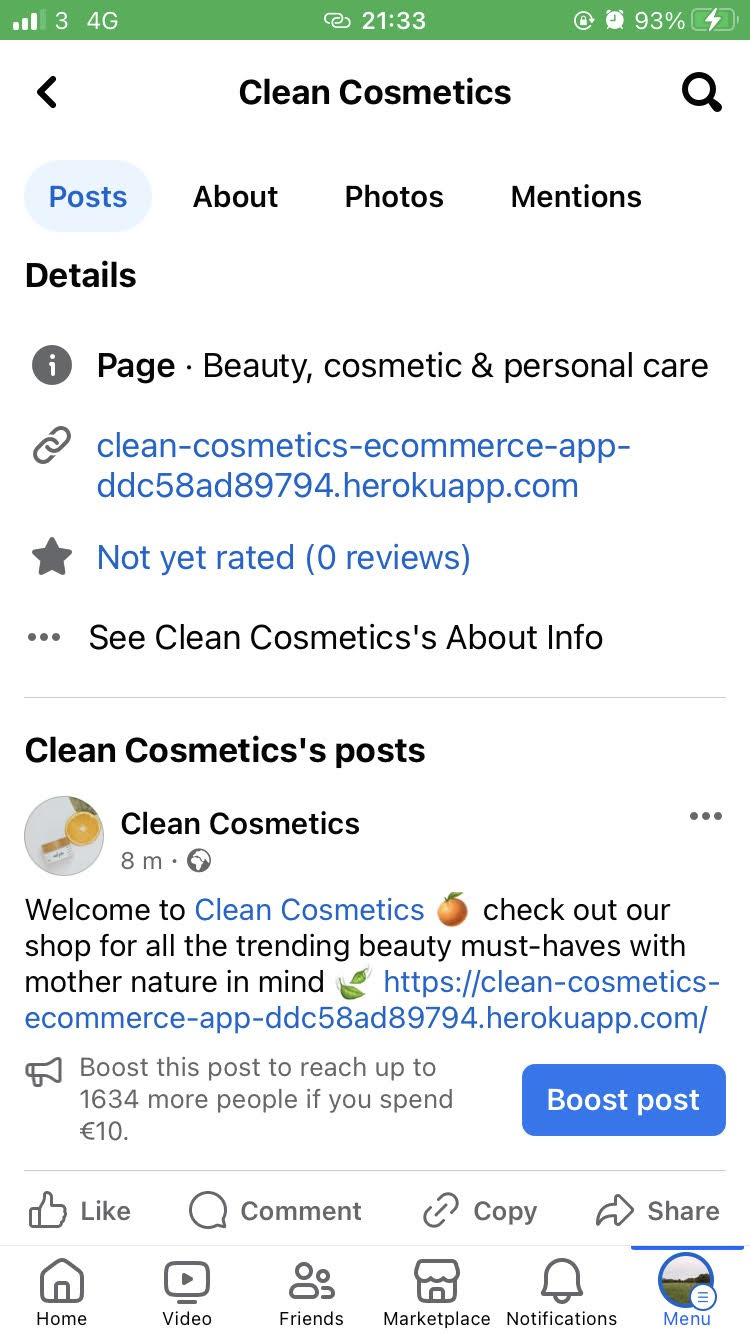 3 4G 21:33 93%
Clean Cosmetics
Posts About Photos Mentions
Details
Page · Beauty, cosmetic & personal care
clean-cosmetics-ecommerce-app-
ddc58ad89794.herokuapp.com
Not yet rated (0 reviews)
See Clean Cosmetics's About Info
Clean Cosmetics's posts
Clean Cosmetics
8 m ·
Welcome to Clean Cosmetics 🍊 check out our
shop for all the trending beauty must-haves with
mother nature in mind 🍃 https://clean-cosmetics-
ecommerce-app-ddc58ad89794.herokuapp.com/
Boost this post to reach up to
1634 more people if you spend
€10.
Boost post
Like Comment Copy Share
Home Video Friends Marketplace Notifications Menu